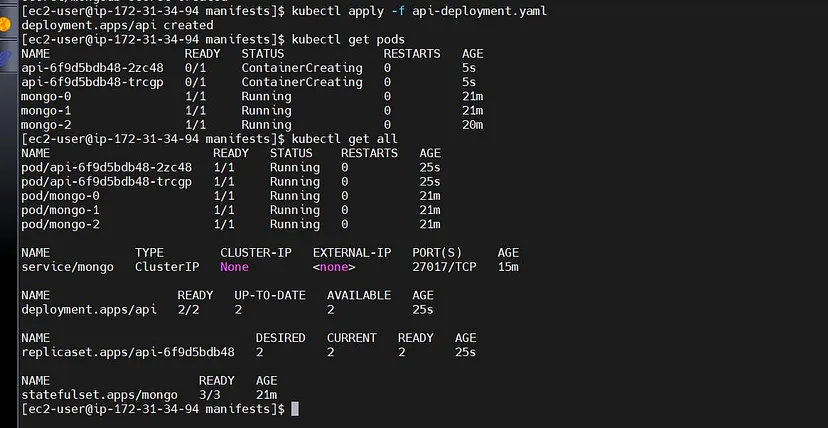 [ec2-user@ip-172-31-34-94 manifests]$ kubectl apply -f api-deployment.yaml
deployment.apps/api created
[ec2-user@ip-172-31-34-94 manifests]$ kubectl get pods
NAME                   READY   STATUS              RESTARTS   AGE
api-6f9d5bdb48-2zc48   0/1     ContainerCreating   0          5s
api-6f9d5bdb48-trcgp   0/1     ContainerCreating   0          5s
mongo-0                1/1     Running             0          21m
mongo-1                1/1     Running             0          21m
mongo-2                1/1     Running             0          20m
[ec2-user@ip-172-31-34-94 manifests]$ kubectl get all
NAME                       READY   STATUS    RESTARTS   AGE
pod/api-6f9d5bdb48-2zc48   1/1     Running   0          25s
pod/api-6f9d5bdb48-trcgp   1/1     Running   0          25s
pod/mongo-0                1/1     Running   0          21m
pod/mongo-1                1/1     Running   0          21m
pod/mongo-2                1/1     Running   0          21m
NAME            TYPE        CLUSTER-IP   EXTERNAL-IP   PORT(S)     AGE
service/mongo   ClusterIP   None         <none>        27017/TCP   15m
NAME                  READY   UP-TO-DATE   AVAILABLE   AGE
deployment.apps/api   2/2     2            2           25s
NAME                             DESIRED   CURRENT   READY   AGE
replicaset.apps/api-6f9d5bdb48   2         2         2       25s
NAME                     READY   AGE
statefulset.apps/mongo   3/3     21m
[ec2-user@ip-172-31-34-94 manifests]$